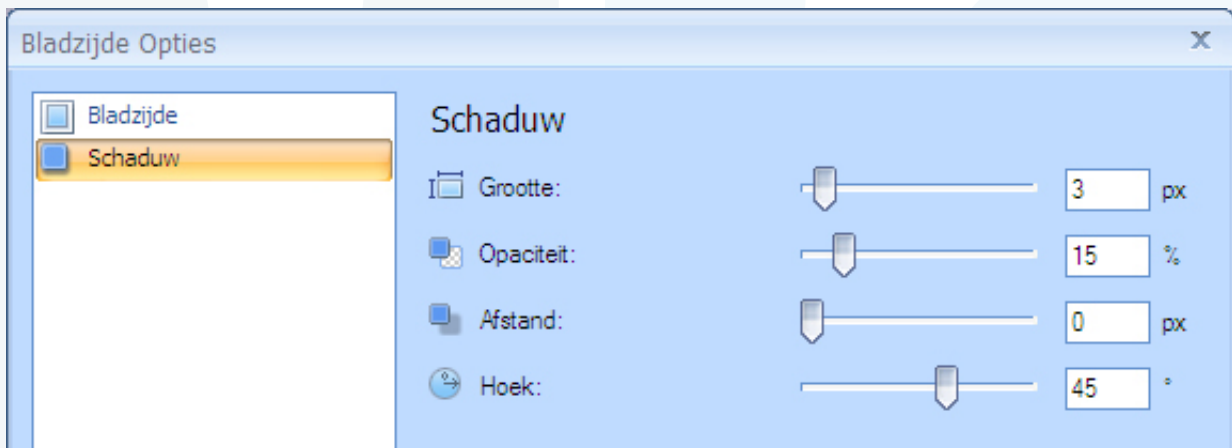 Bladzijde Opties
x
Bladzijde
Schaduw
Schaduw
Grootte: 3 px
Opaciteit: 15 %
Afstand: 0 px
Hoek: 45 °